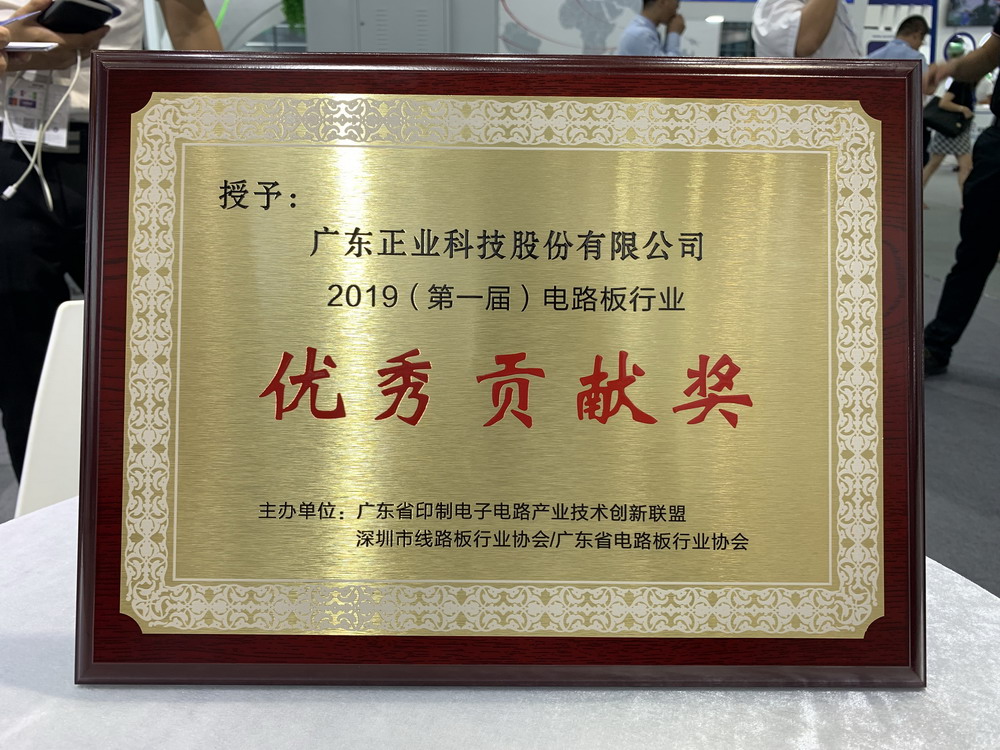 授予：
广东正业科技股份有限公司
2019（第一届）电路板行业
优秀贡献奖
主办单位：广东省印制电子电路产业技术创新联盟
深圳市线路板行业协会/广东省电路板行业协会